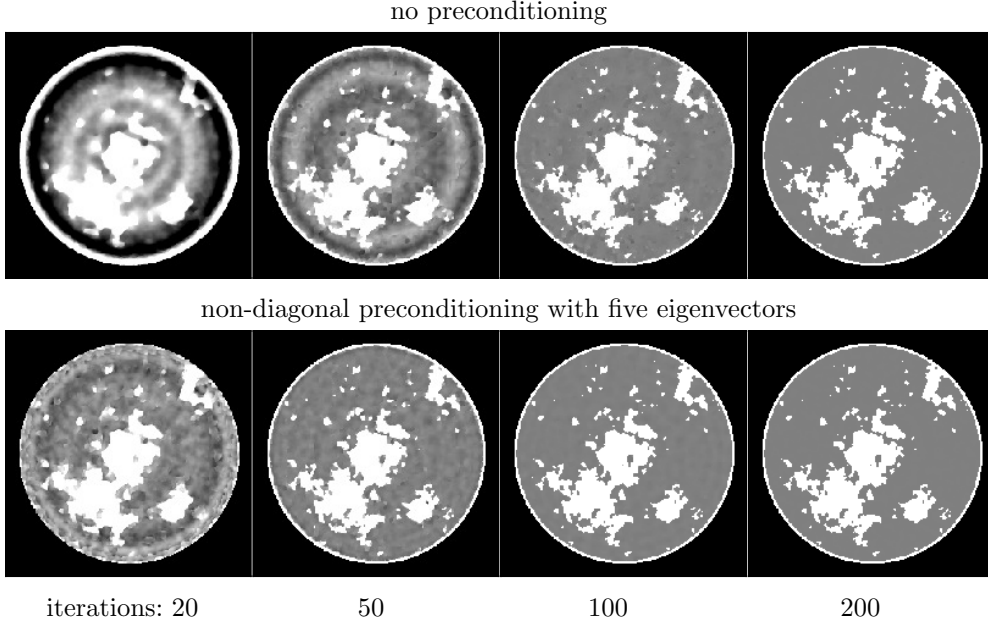 no preconditioning
non-diagonal preconditioning with five eigenvectors
iterations: 20 50 100 200